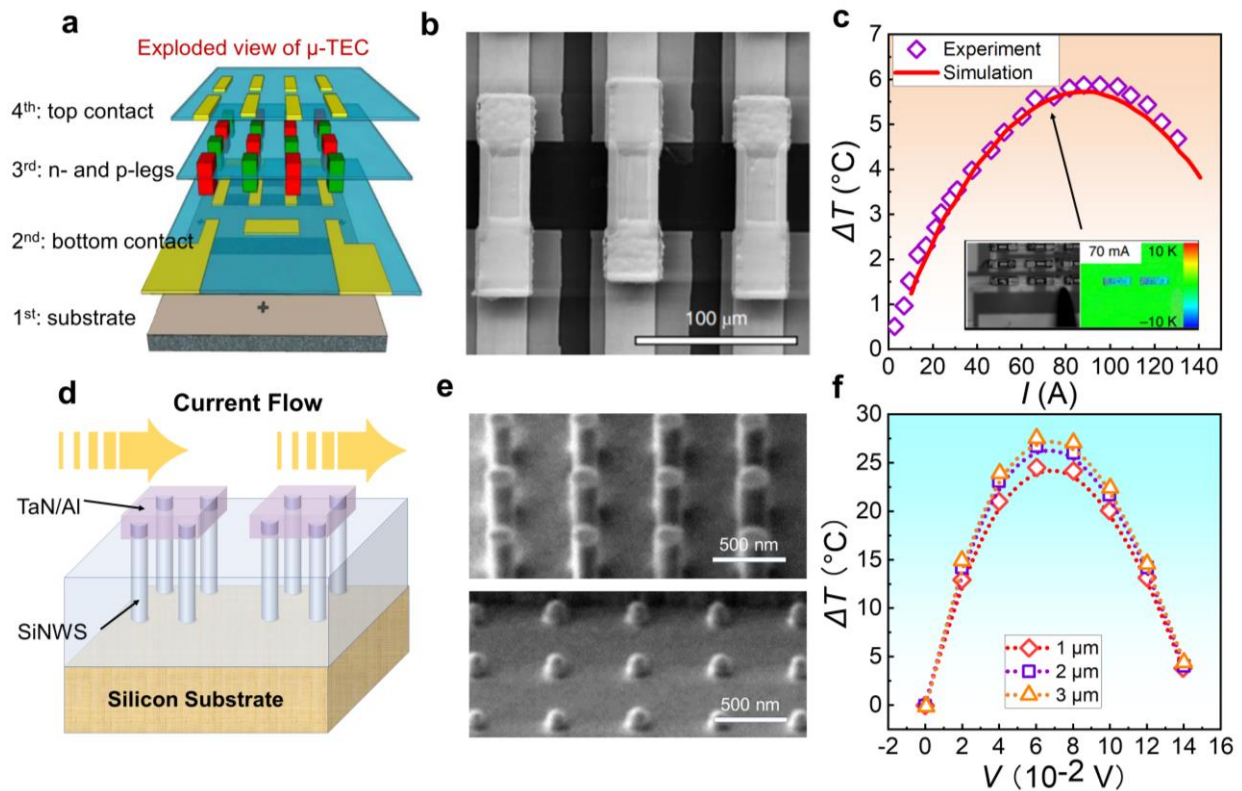 a
Exploded view of μ-TEC
4th: top contact
3rd: n- and p-legs
2nd: bottom contact
1st: substrate
b
100 μm
c
7
6
5
4
3
2
1
0
ΔT (°C)
Experiment
Simulation
70 mA
10 K
−10 K
0 20 40 60 80 100 120 140
I (A)
d
Current Flow
TaN/Al
SiNWS
Silicon Substrate
e
500 nm
500 nm
f
30
25
20
15
10
5
0
ΔT (°C)
1 μm
2 μm
3 μm
-2 0 2 4 6 8 10 12 14 16
V (10-2 V)